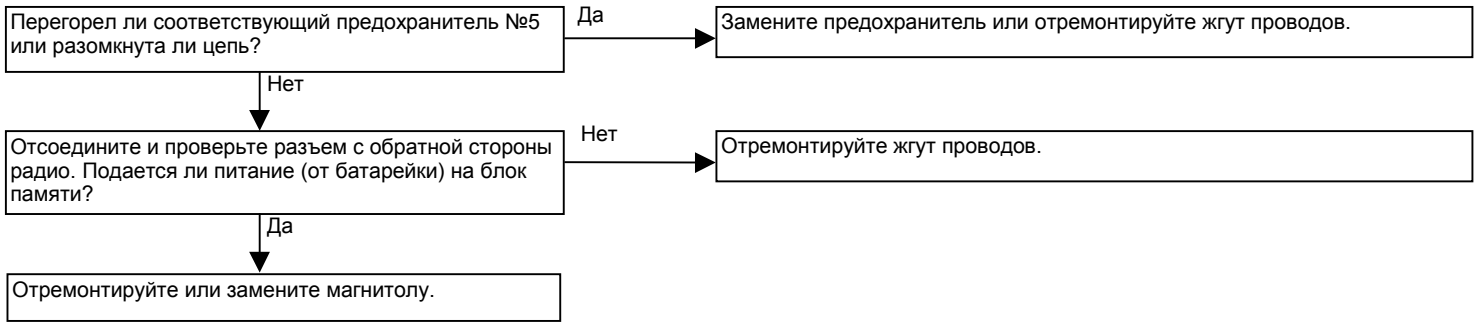 Перегорел ли соответствующий предохранитель №5
или разомкнута ли цепь?
Да
Замените предохранитель или отремонтируйте жгут проводов.
Нет
Отсоедините и проверьте разъем с обратной стороны
радио. Подается ли питание (от батарейки) на блок
памяти?
Нет
Отремонтируйте жгут проводов.
Да
Отремонтируйте или замените магнитолу.